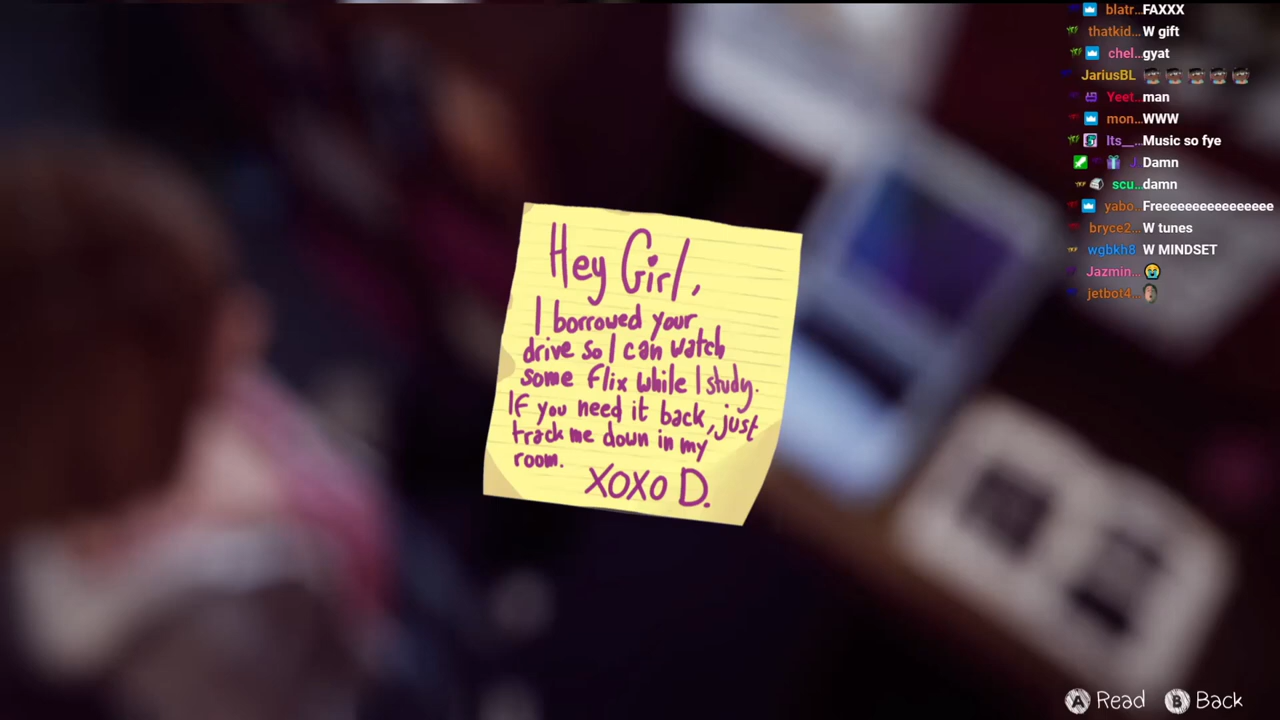 blatr…FAXXX
thatkid…W gift
chel…gyat
JariusBL
Yeet…man
mon…WWW
Its__…Music so fye
J…Damn
scu…damn
yabo…Freeeeeeeeeeeeeeee
bryce2…W tunes
wgbkh8 W MINDSET
Jazmin…
jetbot4…
Hey Girl,
I borrowed your
drive so I can watch
some Flix while I study.
If you need it back, just
track me down in my
room.
XOXO D.
A Read B Back